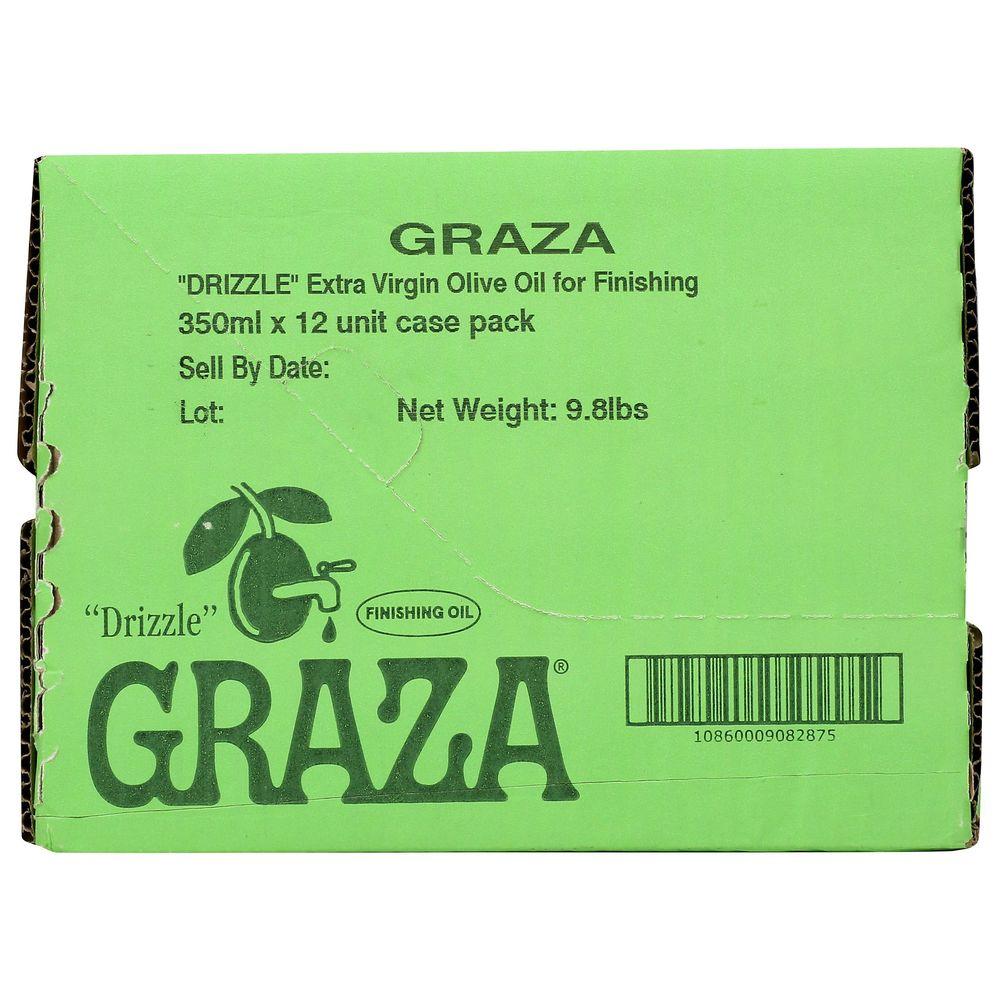 GRAZA
"DRIZZLE" Extra Virgin Olive Oil for Finishing
350ml x 12 unit case pack
Sell By Date:
Lot: Net Weight: 9.8lbs
“Drizzle” FINISHING OIL
GRAZA®
10860009082875